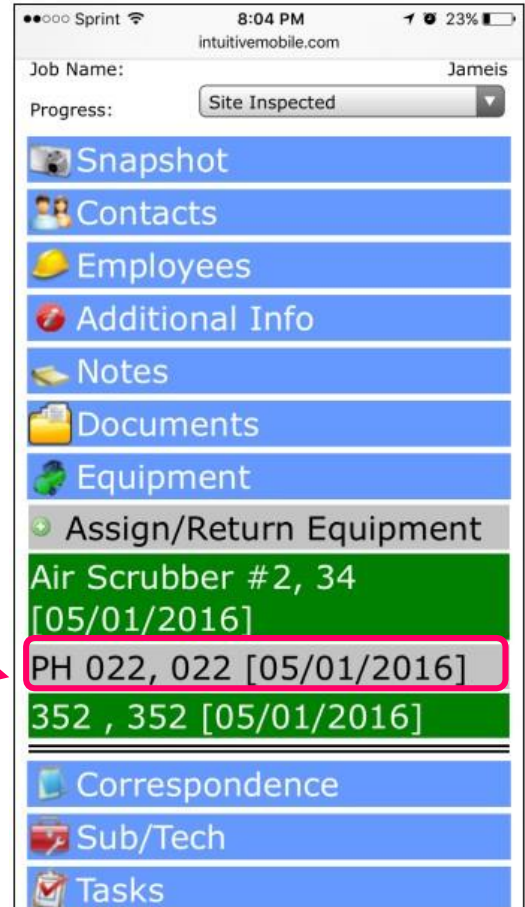 ●●○○○ Sprint 8:04 PM 23%
intuitivemobile.com
Job Name: Jameis
Progress: Site Inspected
Snapshot
Contacts
Employees
Additional Info
Notes
Documents
Equipment
Assign/Return Equipment
Air Scrubber #2, 34
[05/01/2016]
PH 022, 022 [05/01/2016]
352 , 352 [05/01/2016]
Correspondence
Sub/Tech
Tasks